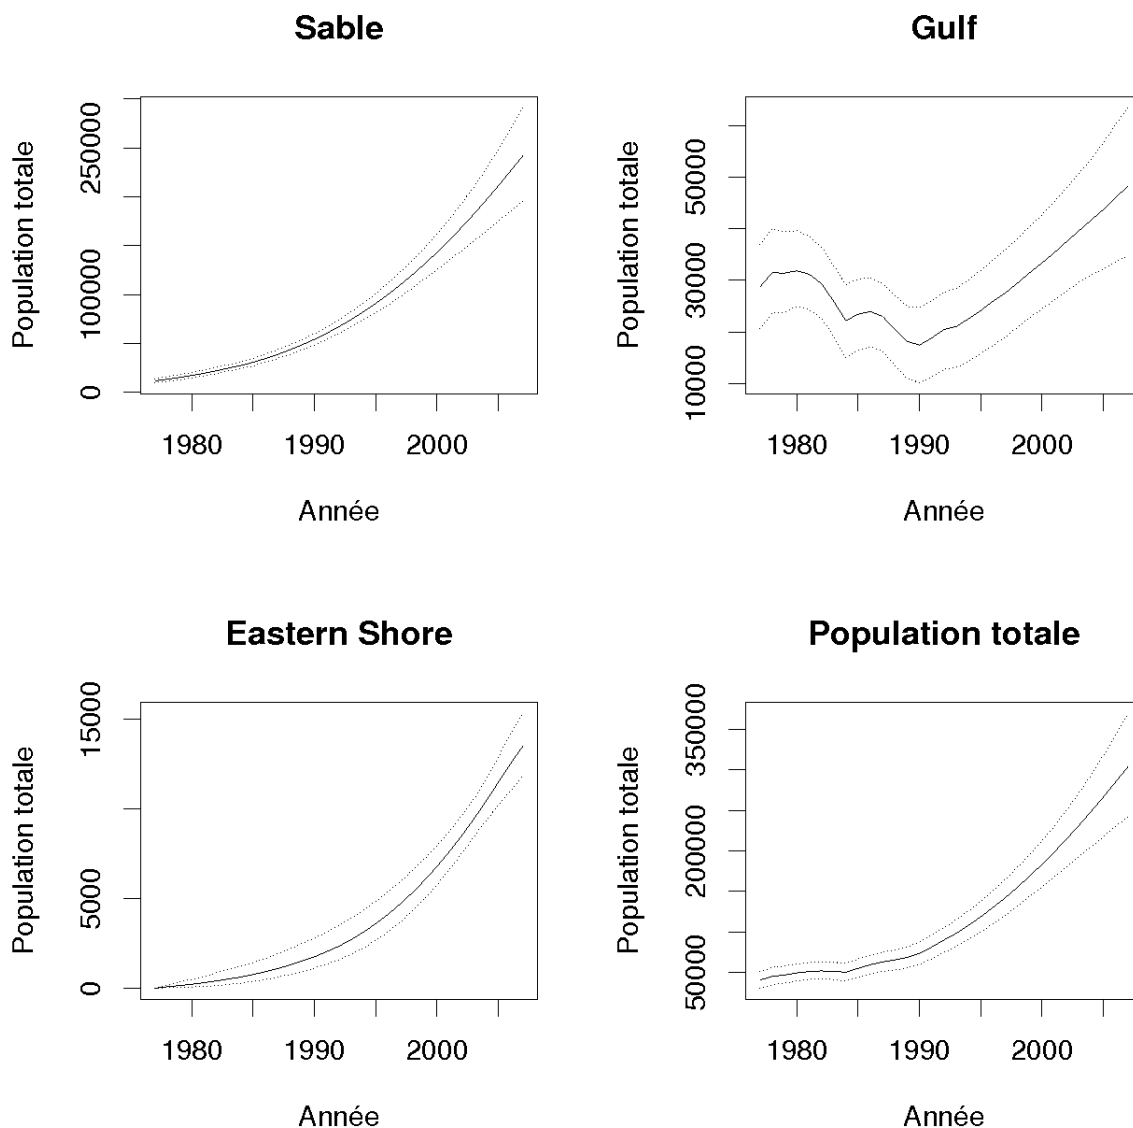 Sable
Population totale
0
100000
250000
1980
1990
2000
Année
Gulf
Population totale
10000
30000
50000
1980
1990
2000
Année
Eastern Shore
Population totale
0
5000
15000
1980
1990
2000
Année
Population totale
Population totale
50000
200000
350000
1980
1990
2000
Année